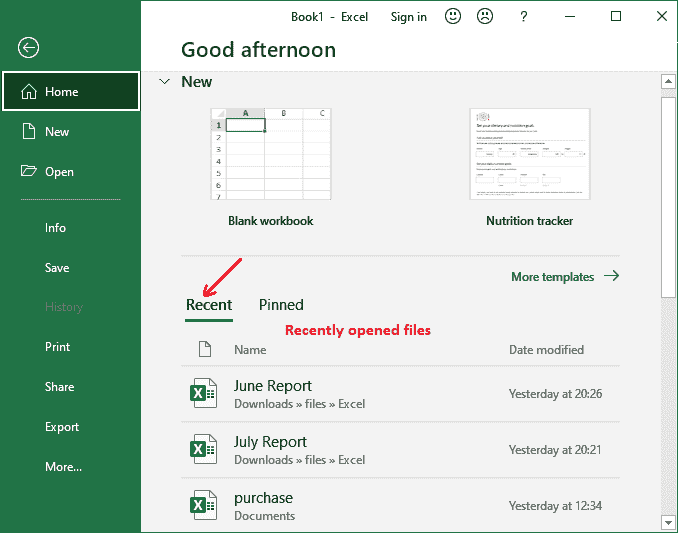 Book1 - Excel Sign in ?
Good afternoon
Home
New
Open
Info
Save
History
Print
Share
Export
More...
New
A B C
1
2
3
4
5
6
7
Blank workbook
Nutrition tracker
More templates
Recent Pinned
Recently opened files
Name Date modified
June Report
Downloads » files » Excel
Yesterday at 20:26
July Report
Downloads » files » Excel
Yesterday at 20:21
purchase
Documents
Yesterday at 12:34